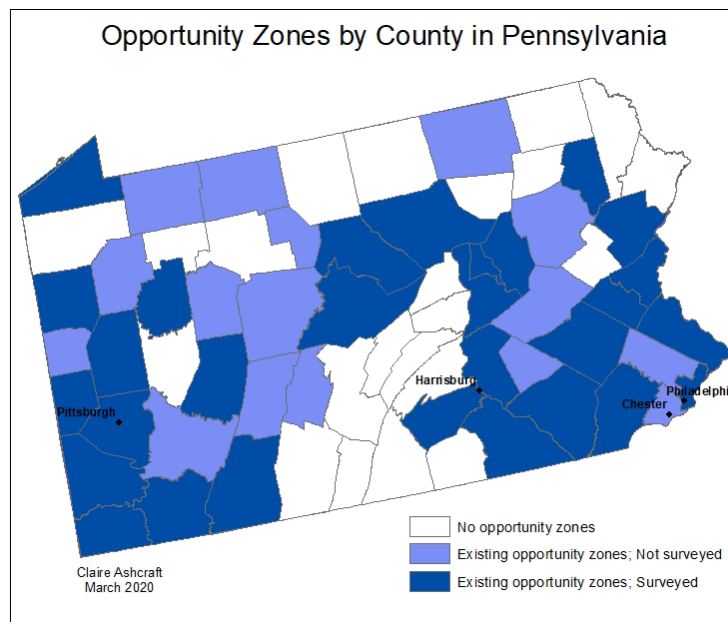 Opportunity Zones by County in Pennsylvania
Harrisburg
Philadelphi
Chester
Pittsburgh
No opportunity zones
Existing opportunity zones; Not surveyed
Existing opportunity zones; Surveyed
Claire Ashcraft
March 2020